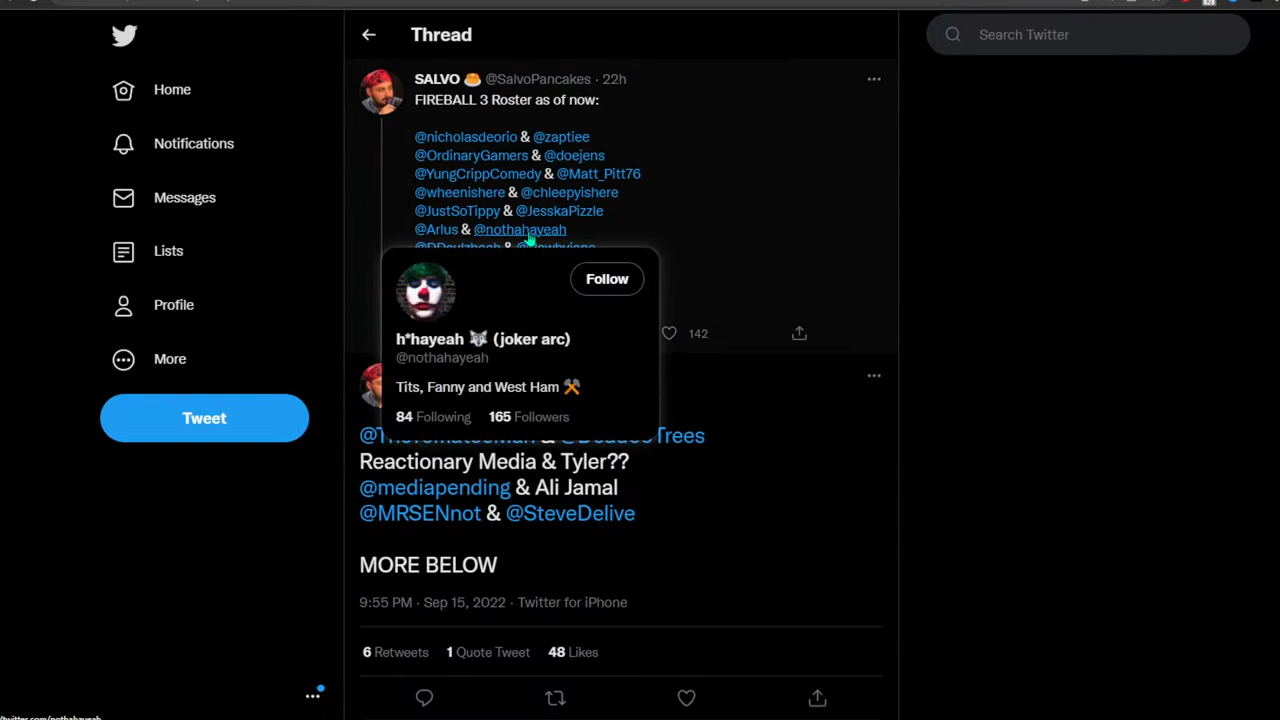 Thread
Search Twitter
Home
Notifications
Messages
Lists
Profile
More
Tweet
SALVO 🥞 @SalvoPancakes · 22h
FIREBALL 3 Roster as of now:
@nicholasdeorio & @zaptiee
@OrdinaryGamers & @doejens
@YungCrippComedy & @Matt_Pitt76
@wheenishere & @chleepyishere
@JustSoTippy & @JesskaPizzle
@Arlus & @nothahayeah
Follow
h*hayeah 🐺 (joker arc)
@nothahayeah
Tits, Fanny and West Ham ⚒️
84 Following 165 Followers
142
Reactionary Media & Tyler??
@mediapending & Ali Jamal
@MRSENnot & @SteveDelive
MORE BELOW
9:55 PM · Sep 15, 2022 · Twitter for iPhone
6 Retweets 1 Quote Tweet 48 Likes